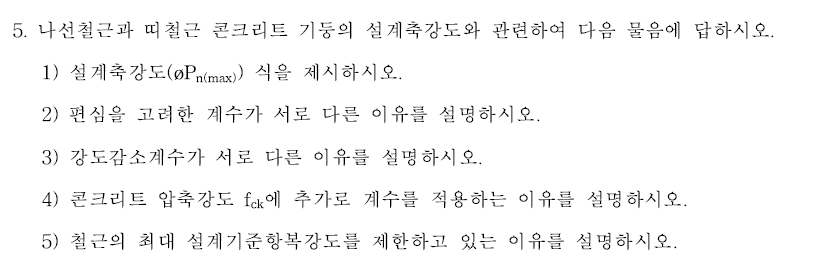 5. 나선철근과 띠철근 콘크리트 기둥의 설계축강도와 관련하여 다음 물음에 답하시오.
1) 설계축강도(øPn(max)) 식을 제시하시오.
2) 편심을 고려한 계수가 서로 다른 이유를 설명하시오.
3) 강도감소계수가 서로 다른 이유를 설명하시오.
4) 콘크리트 압축강도 fck에 추가로 계수를 적용하는 이유를 설명하시오.
5) 철근의 최대 설계기준항복강도를 제한하고 있는 이유를 설명하시오.